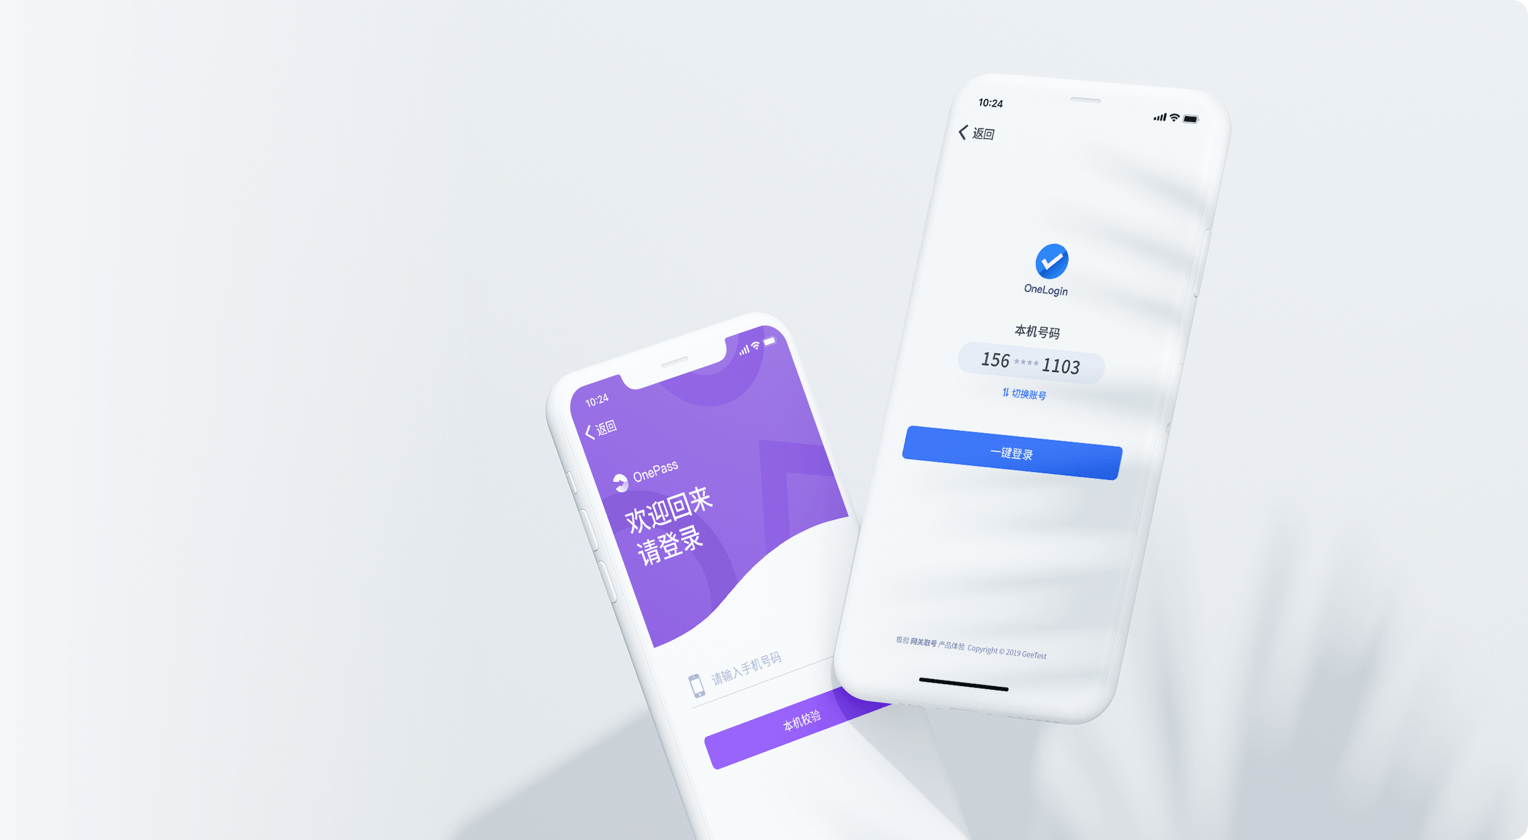 10:24
返回
OneLogin
本机号码
156 **** 1103
切换账号
一键登录
极验 网关取号 产品体验 Copyright © 2019 GeeTest
10:24
返回
OnePass
欢迎回来
请登录
请输入手机号码
本机校验